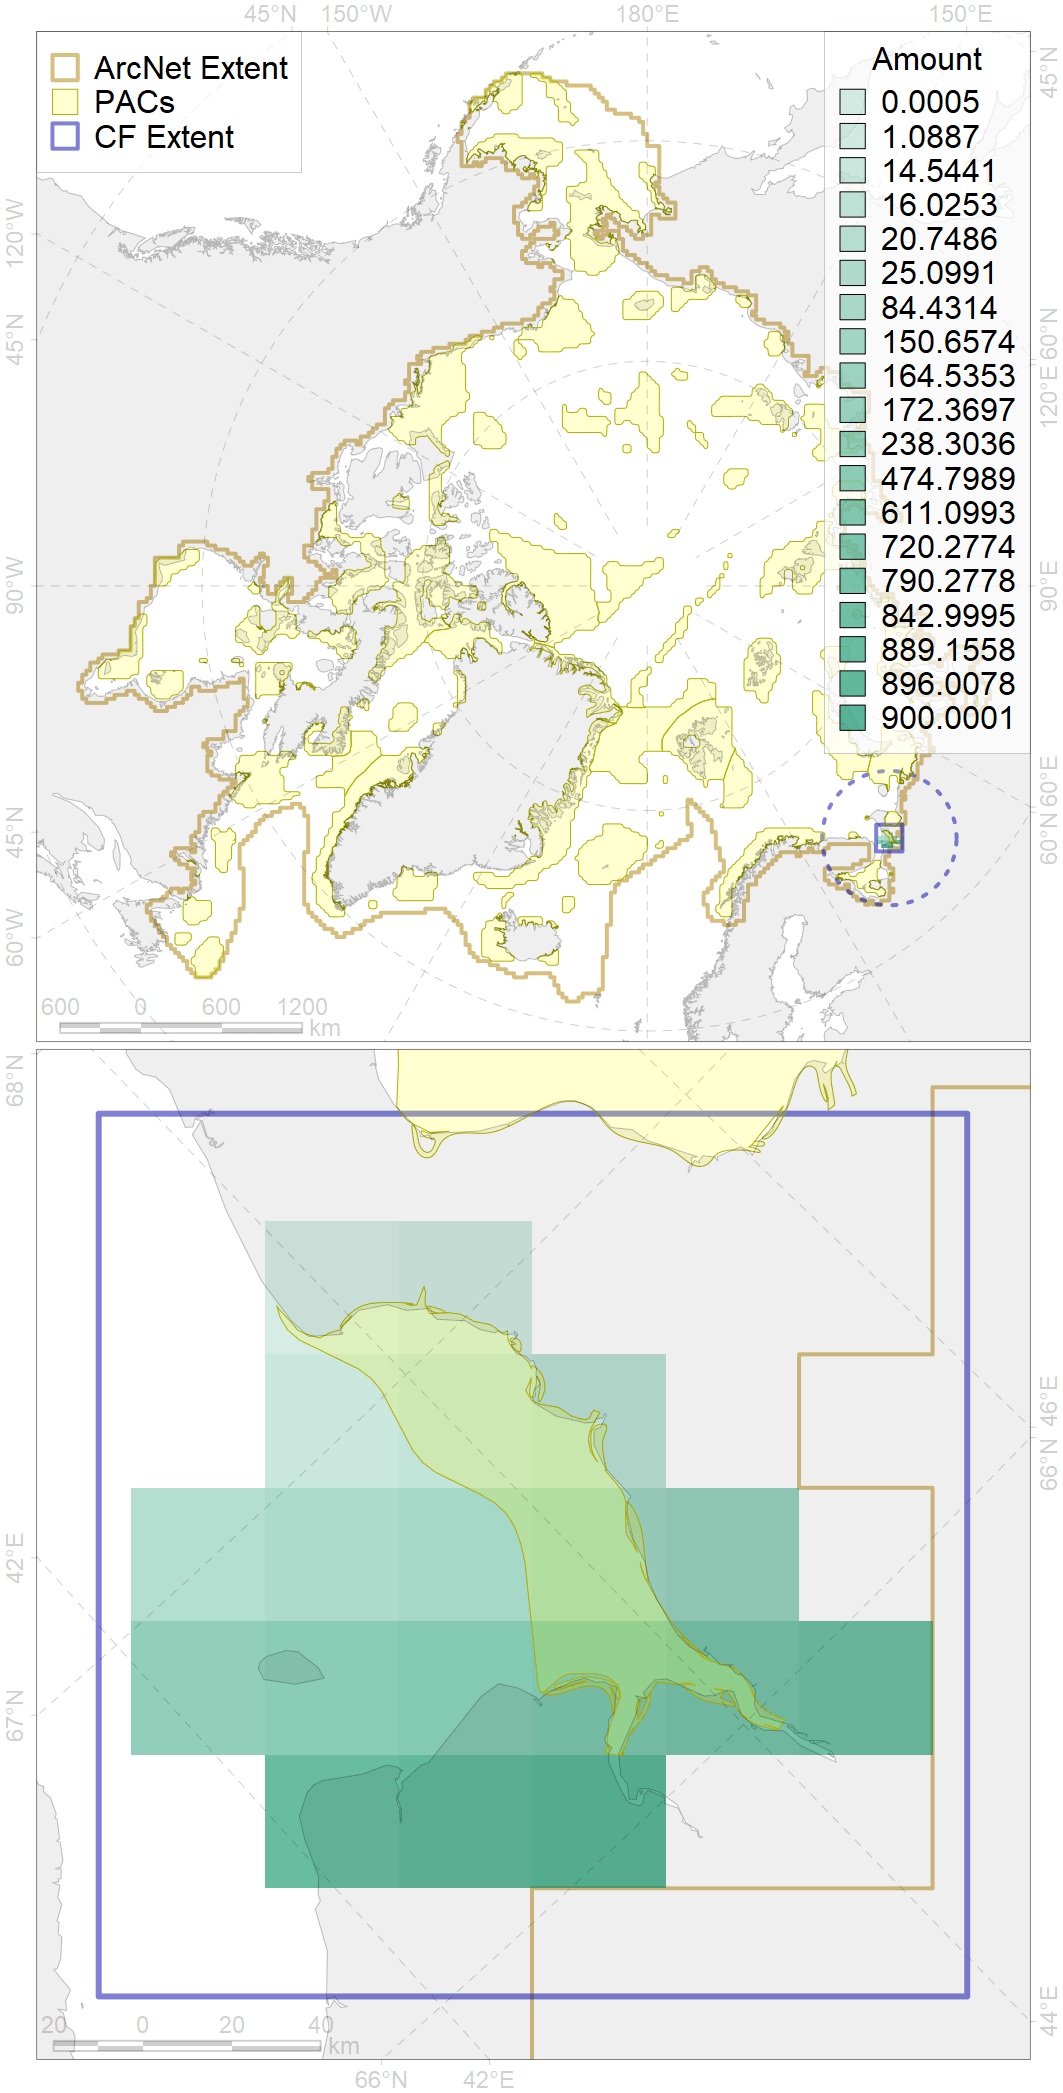 45°N 150°W 180°E 150°E
ArcNet Extent
PACs
CF Extent
Amount
0.0005
1.0887
14.5441
16.0253
20.7486
25.0991
84.4314
150.6574
164.5353
172.3697
238.3036
474.7989
611.0993
720.2774
790.2778
842.9995
889.1558
896.0078
900.0001
120°W
45°N
90°W
45°N
60°W
45°N
60°N
120°E
90°E
60°E
60°N
600 0 600 1200
km
68°N
42°E
67°N
46°E
66°N
44°E
20 0 20 40
km
66°N 42°E